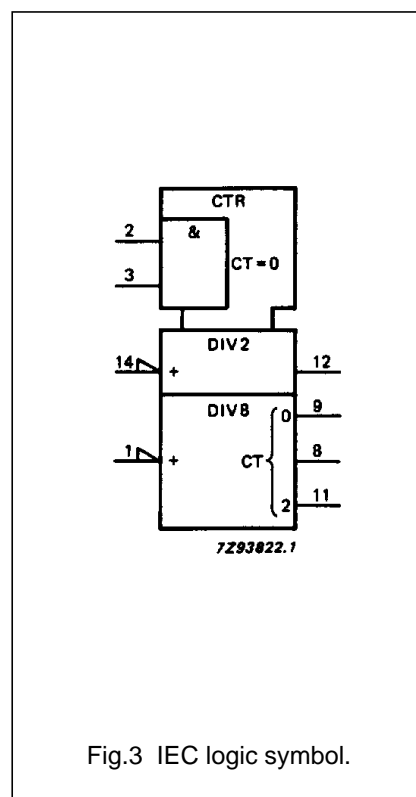 CTR
2
&
CT=0
3
DIV2
14
+
12
DIV8
0
9
1
+
CT
8
2
11
7Z93822.1
Fig.3 IEC logic symbol.